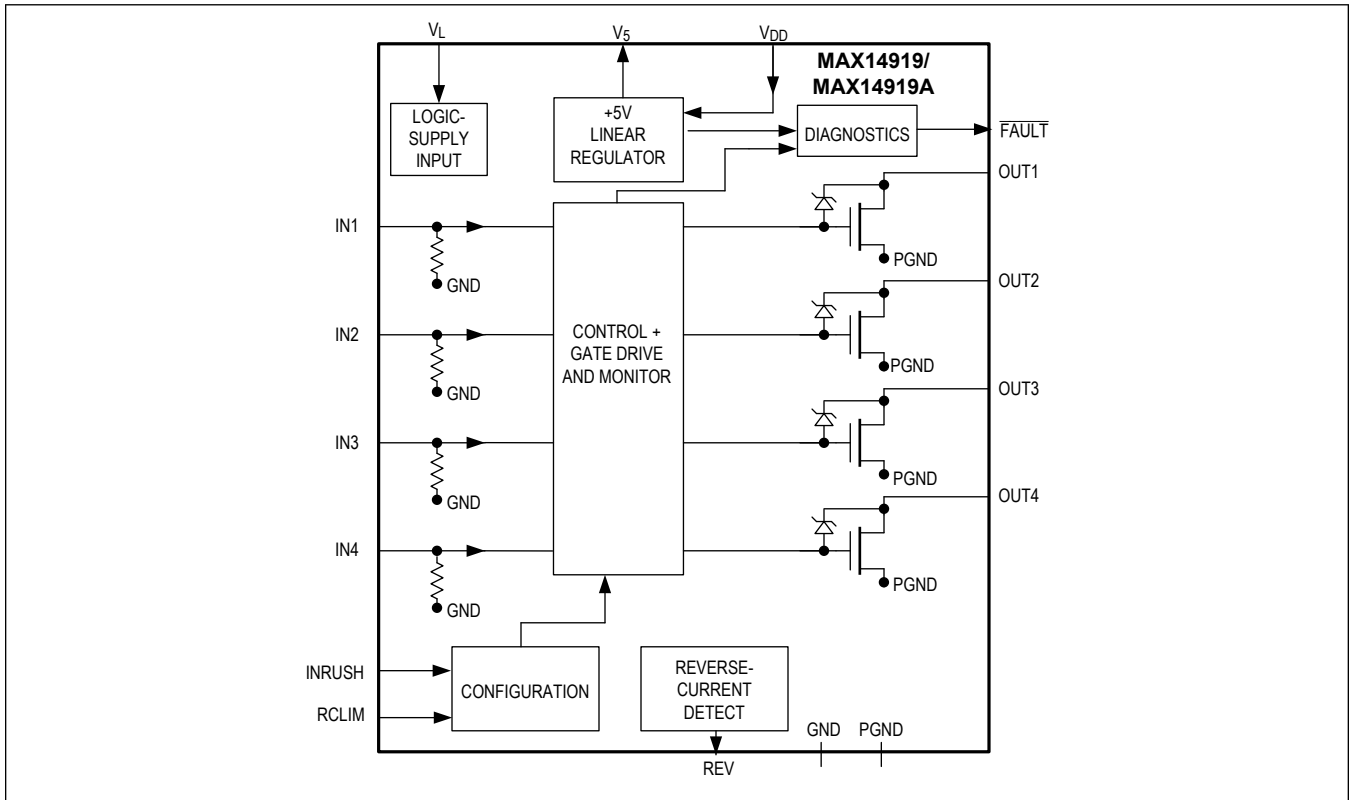 VL
V5
VDD
MAX14919/
MAX14919A
LOGIC-
SUPPLY
INPUT
+5V
LINEAR
REGULATOR
DIAGNOSTICS
FAULT
OUT1
IN1
GND
PGND
OUT2
IN2
GND
PGND
CONTROL +
GATE DRIVE
AND MONITOR
OUT3
IN3
GND
PGND
OUT4
IN4
GND
PGND
INRUSH
RCLIM
CONFIGURATION
REVERSE-
CURRENT
DETECT
GND
PGND
REV